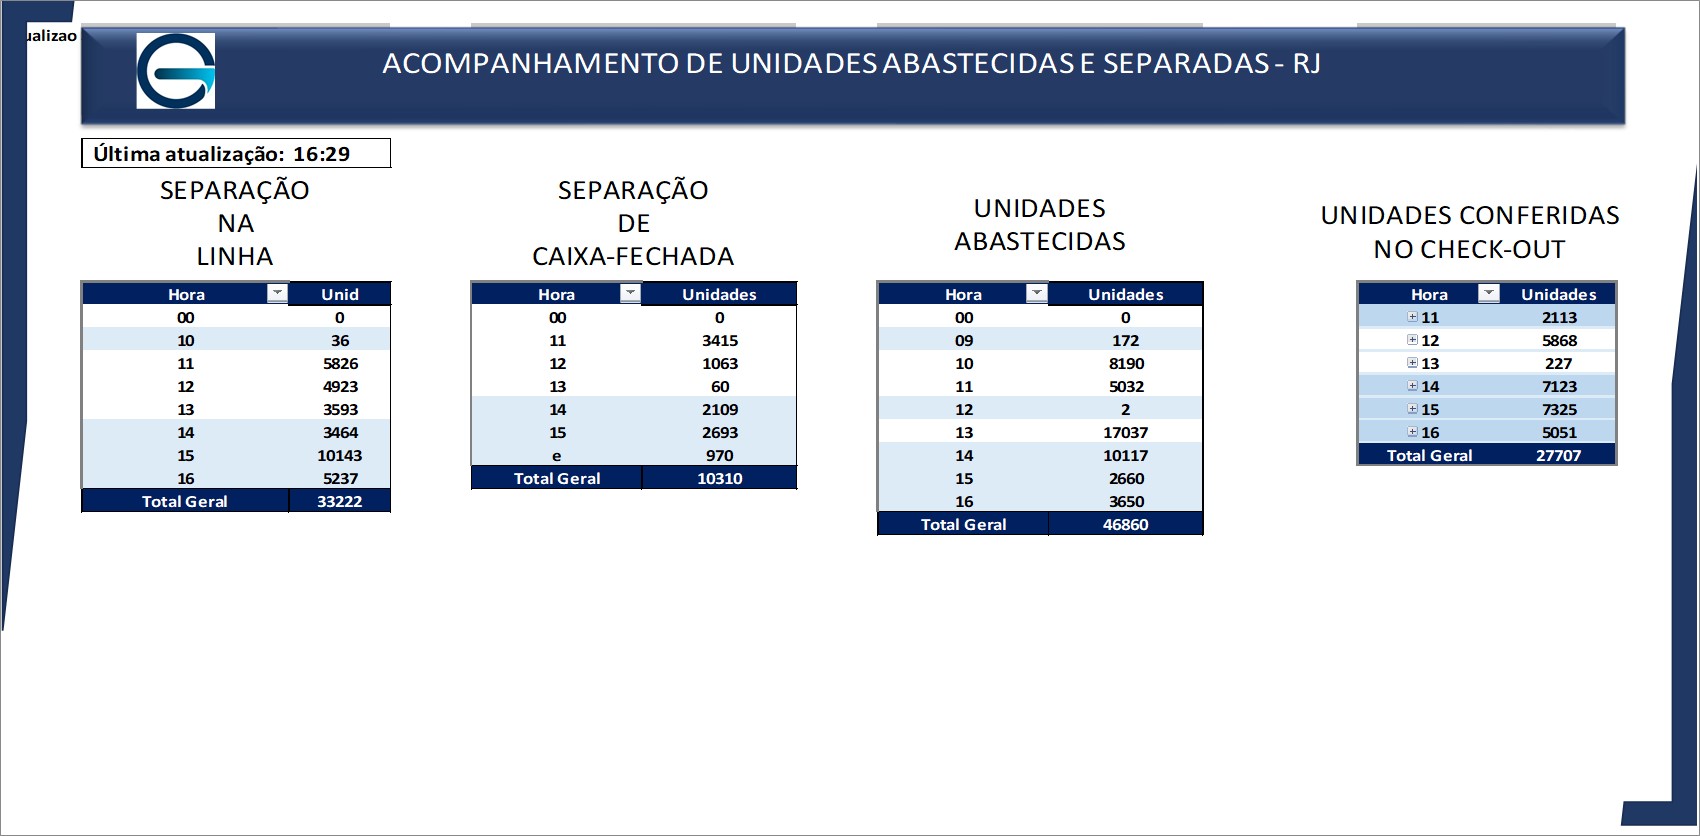 ualizao
ACOMPANHAMENTO DE UNIDADES ABASTECIDAS E SEPARADAS - RJ
Última atualização: 16:29
SEPARAÇÃO
NA
LINHA
Hora Unid
00 0
10 36
11 5826
12 4923
13 3593
14 3464
15 10143
16 5237
Total Geral 33222
SEPARAÇÃO
DE
CAIXA-FECHADA
Hora Unidades
00 0
11 3415
12 1063
13 60
14 2109
15 2693
e 970
Total Geral 10310
UNIDADES
ABASTECIDAS
Hora Unidades
00 0
09 172
10 8190
11 5032
12 2
13 17037
14 10117
15 2660
16 3650
Total Geral 46860
UNIDADES CONFERIDAS
NO CHECK-OUT
Hora Unidades
11 2113
12 5868
13 227
14 7123
15 7325
16 5051
Total Geral 27707